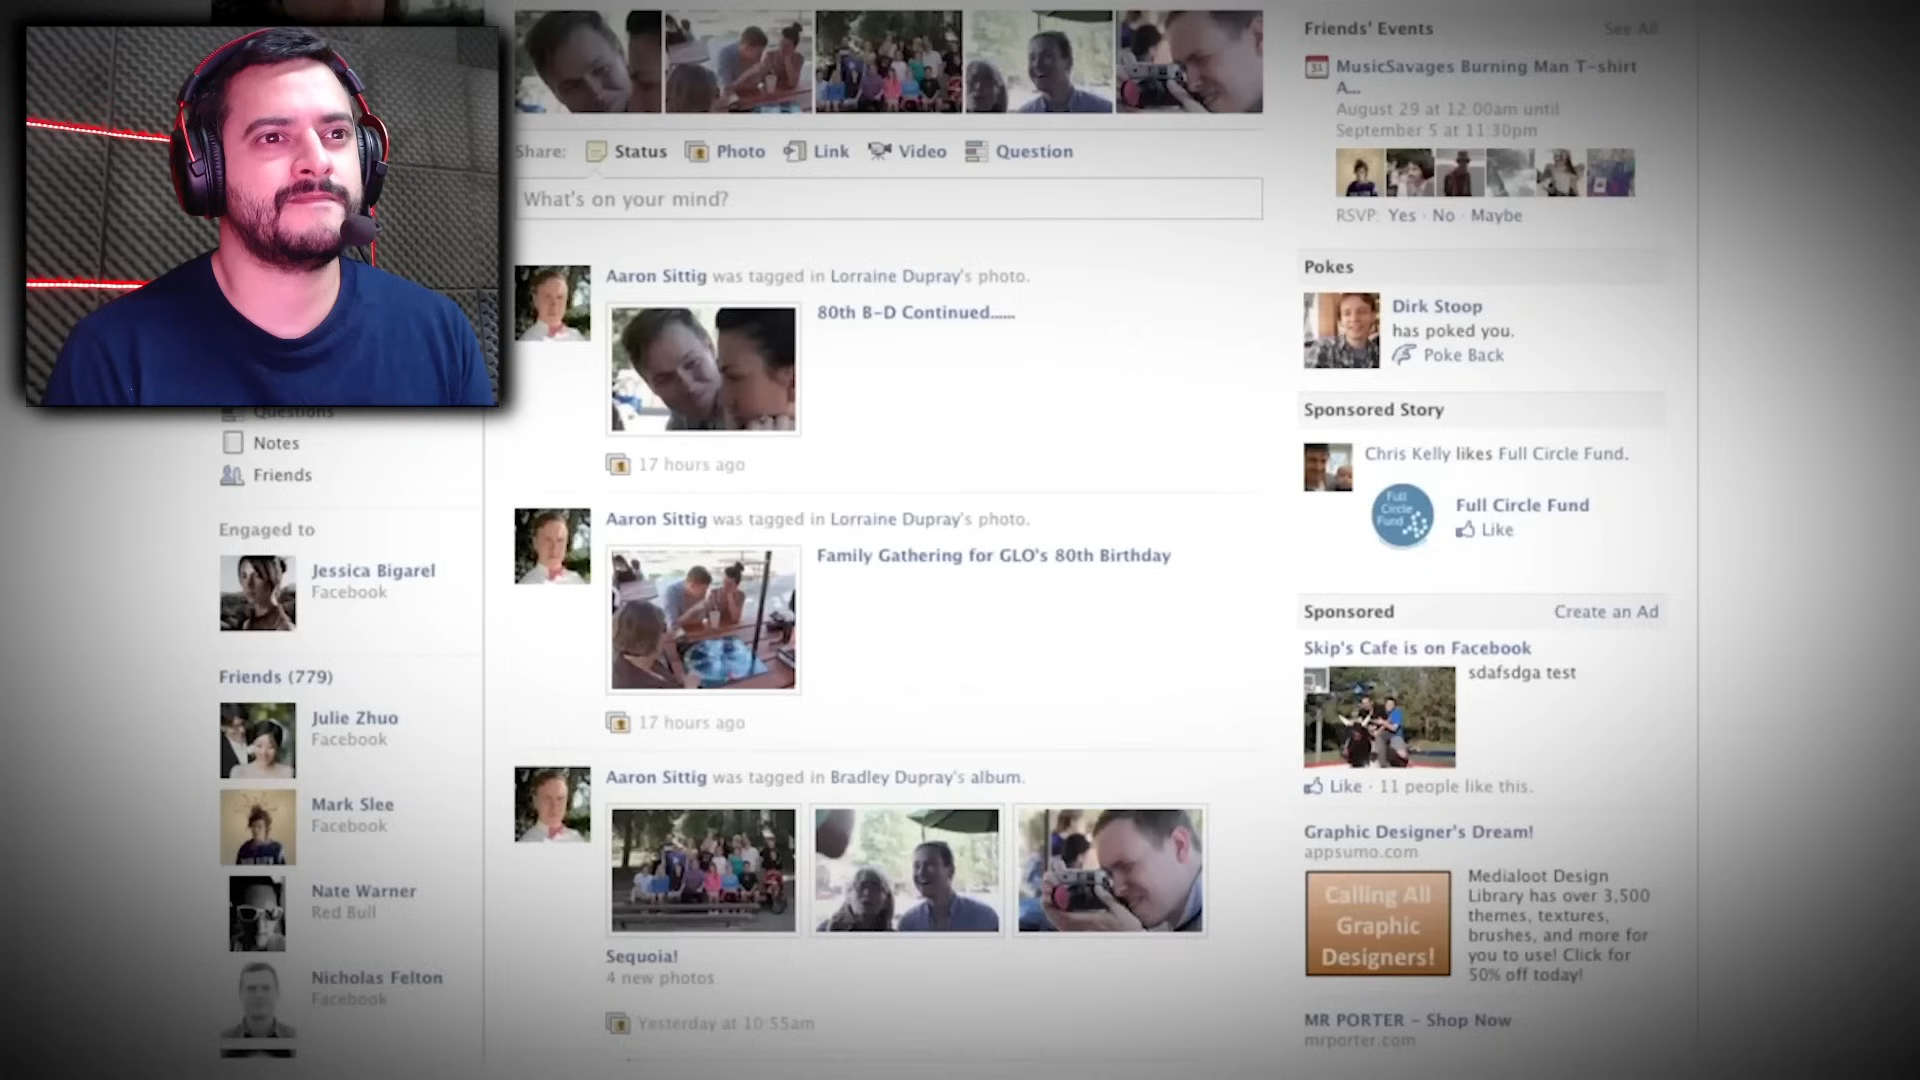 Share: Status Photo Link Video Question
What's on your mind?
Aaron Sittig was tagged in Lorraine Dupray's photo.
80th B-D Continued......
17 hours ago
Aaron Sittig was tagged in Lorraine Dupray's photo.
Family Gathering for GLO's 80th Birthday
17 hours ago
Aaron Sittig was tagged in Bradley Dupray's album.
Sequoia!
4 new photos
Yesterday at 10:55am
Questions
Notes
Friends
Engaged to
Jessica Bigarel
Facebook
Friends (779)
Julie Zhuo
Facebook
Mark Slee
Facebook
Nate Warner
Red Bull
Nicholas Felton
Facebook
Friends' Events See All
31
MusicSavages Burning Man T-shirt
A...
August 29 at 12:00am until
September 5 at 11:30pm
RSVP: Yes · No · Maybe
Pokes
Dirk Stoop
has poked you.
Poke Back
Sponsored Story
Chris Kelly likes Full Circle Fund.
Full
Circle
Fund
Full Circle Fund
Like
Sponsored Create an Ad
Skip's Cafe is on Facebook
sdafsdga test
Like · 11 people like this.
Graphic Designer's Dream!
appsumo.com
Calling All
Graphic
Designers!
Medialoot Design
Library has over 3,500
themes, textures,
brushes, and more for
you to use! Click for
50% off today!
MR PORTER – Shop Now
mrporter.com